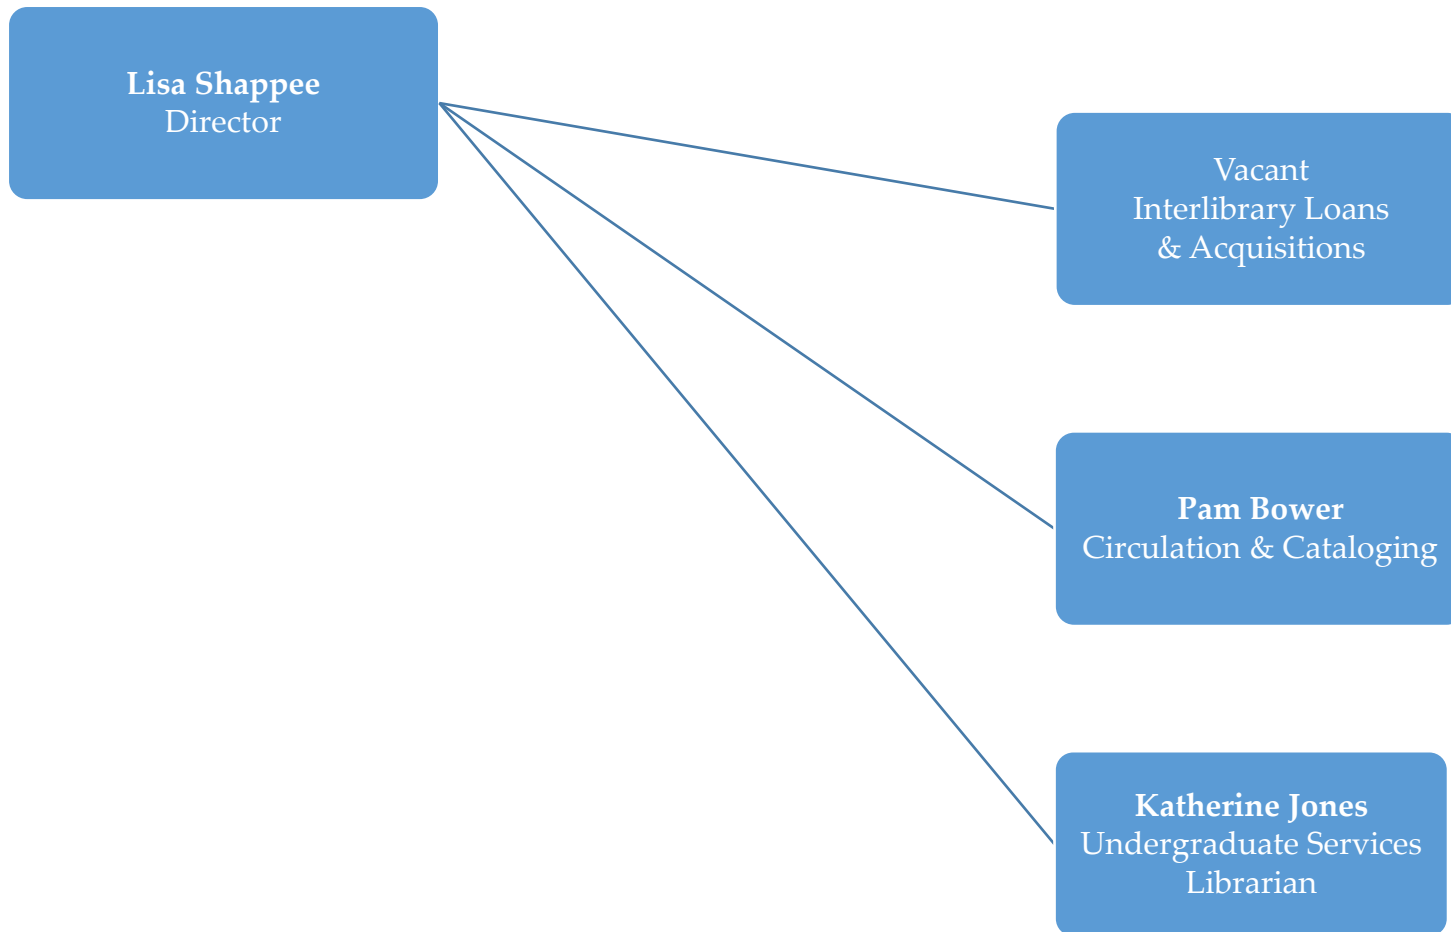 Lisa Shappee
Director
Vacant
Interlibrary Loans
& Acquisitions
Pam Bower
Circulation & Cataloging
Katherine Jones
Undergraduate Services
Librarian